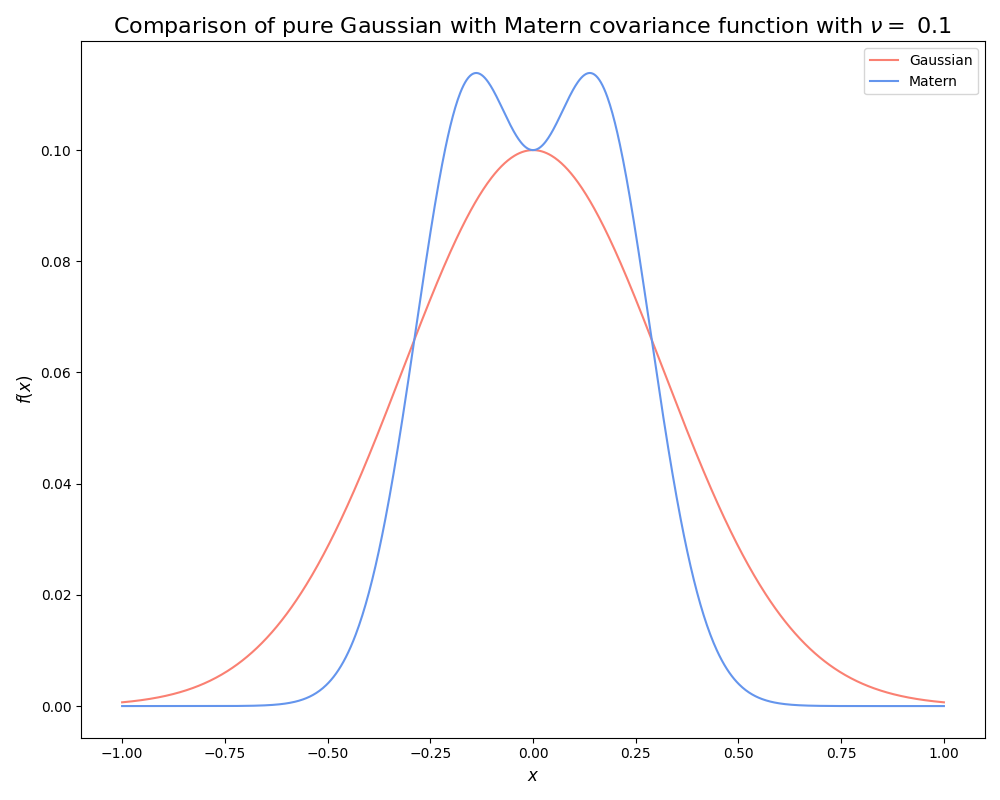 Comparison of pure Gaussian with Matern covariance function with ν = 0.1
Gaussian
Matern
f(x)
0.10
0.08
0.06
0.04
0.02
0.00
−1.00 −0.75 −0.50 −0.25 0.00 0.25 0.50 0.75 1.00
x